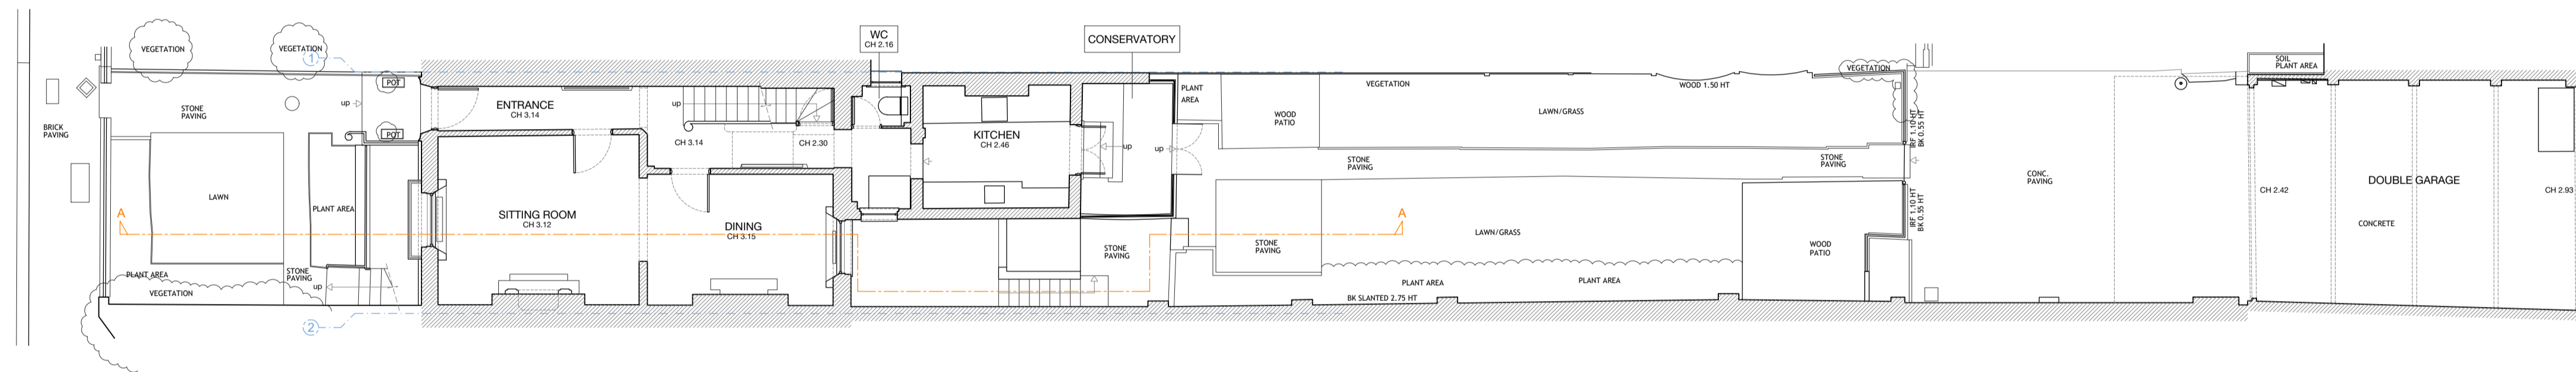 WC
CH 2.16
CONSERVATORY
VEGETATION
VEGETATION
1
POT
up
STONE
PAVING
BRICK
PAVING
POT
ENTRANCE
CH 3.14
up
CH 3.14
CH 2.30
KITCHEN
CH 2.46
up
up
PLANT
AREA
WOOD
PATIO
VEGETATION
LAWN/GRASS
WOOD 1.50 HT
VEGETATION
IRF 1.10 HT
BK 0.55 HT
STONE
PAVING
STONE
PAVING
SOIL
PLANT AREA
CONC.
PAVING
CH 2.42
DOUBLE GARAGE
CH 2.93
CONCRETE
LAWN
PLANT AREA
A
SITTING ROOM
CH 3.12
DINING
CH 3.15
A
STONE
PAVING
STONE
PAVING
LAWN/GRASS
WOOD
PATIO
IRF 1.10 HT
BK 0.55 HT
PLANT AREA
VEGETATION
STONE
PAVING
up
PLANT AREA
PLANT AREA
BK SLANTED 2.75 HT
2